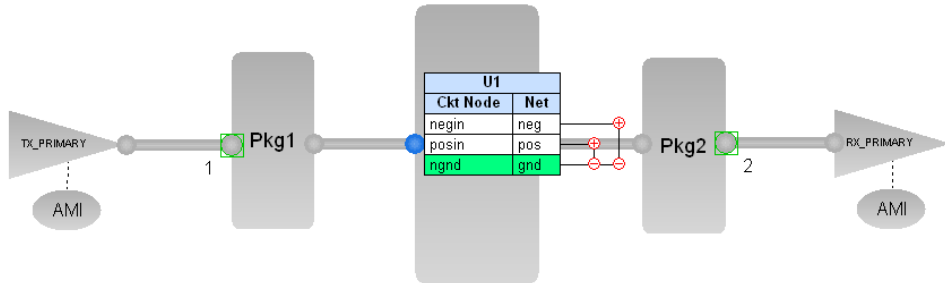 U1
Ckt Node Net
negin neg
posin pos
ngnd gnd
TX_PRIMARY
Pkg1
Pkg2
RX_PRIMARY
1
2
AMI
AMI